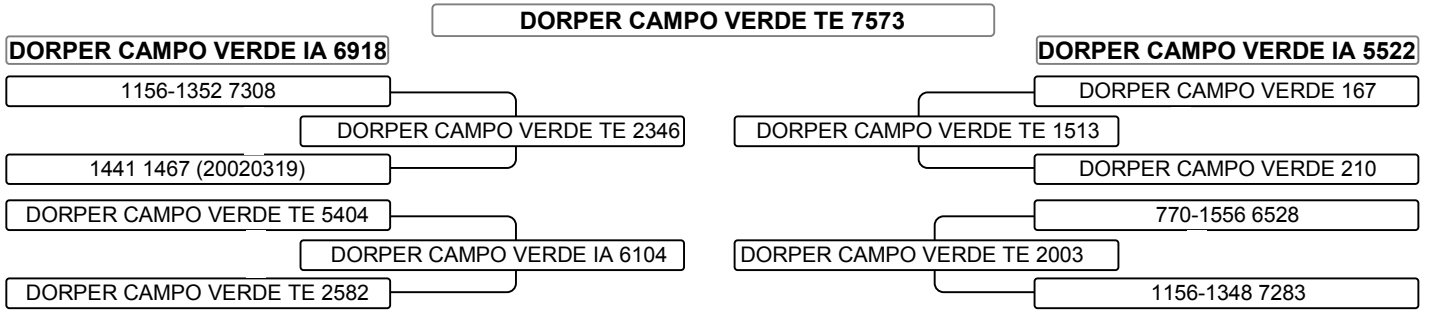 DORPER CAMPO VERDE TE 7573
DORPER CAMPO VERDE IA 6918
DORPER CAMPO VERDE IA 5522
1156-1352 7308
DORPER CAMPO VERDE 167
DORPER CAMPO VERDE TE 2346
DORPER CAMPO VERDE TE 1513
1441 1467 (20020319)
DORPER CAMPO VERDE 210
DORPER CAMPO VERDE TE 5404
770-1556 6528
DORPER CAMPO VERDE IA 6104
DORPER CAMPO VERDE TE 2003
DORPER CAMPO VERDE TE 2582
1156-1348 7283